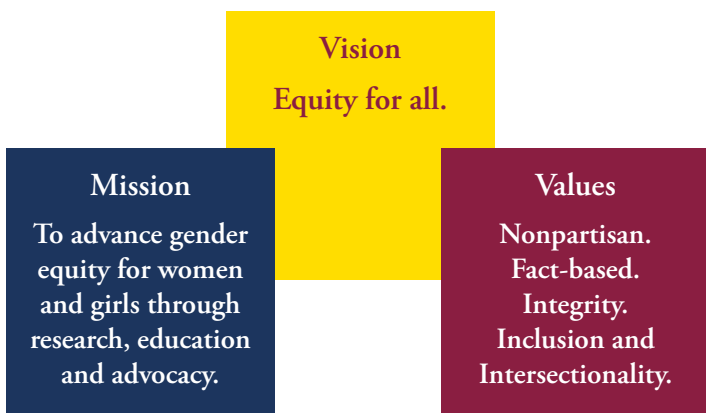 Vision
Equity for all.
Mission
To advance gender
equity for women
and girls through
research, education
and advocacy.
Values
Nonpartisan.
Fact-based.
Integrity.
Inclusion and
Intersectionality.